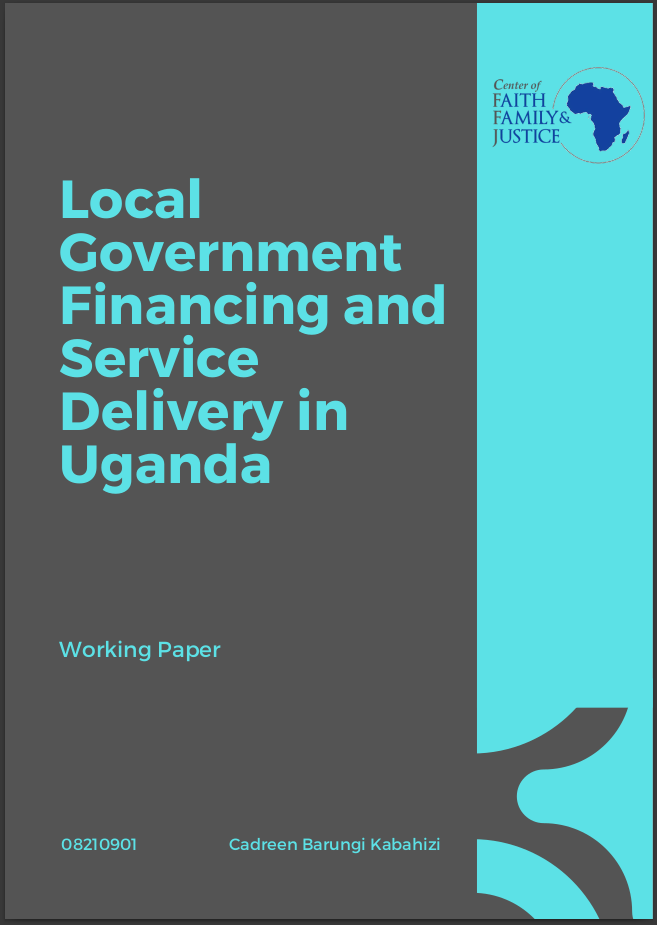 Center of
FAITH
FAMILY&
JUSTICE
Local
Government
Financing and
Service
Delivery in
Uganda
Working Paper
08210901
Cadreen Barungi Kabahizi